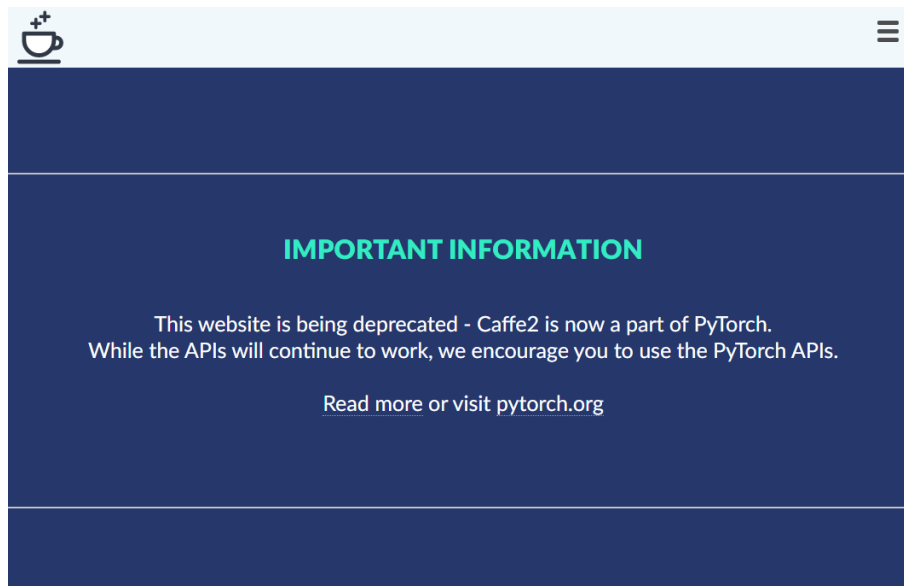 IMPORTANT INFORMATION
This website is being deprecated - Caffe2 is now a part of PyTorch.
While the APIs will continue to work, we encourage you to use the PyTorch APIs.
Read more or visit pytorch.org